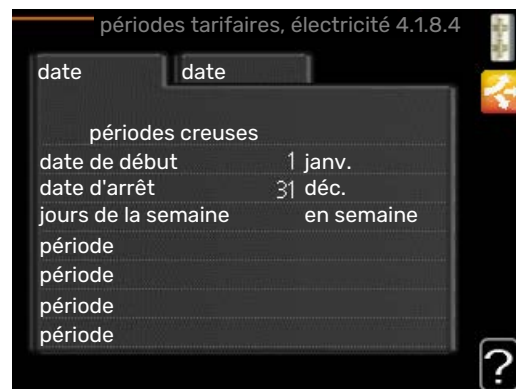 périodes tarifaires, électricité 4.1.8.4
date date
périodes creuses
date de début 1 janv.
date d'arrêt 31 déc.
jours de la semaine en semaine
période
période
période
période
?